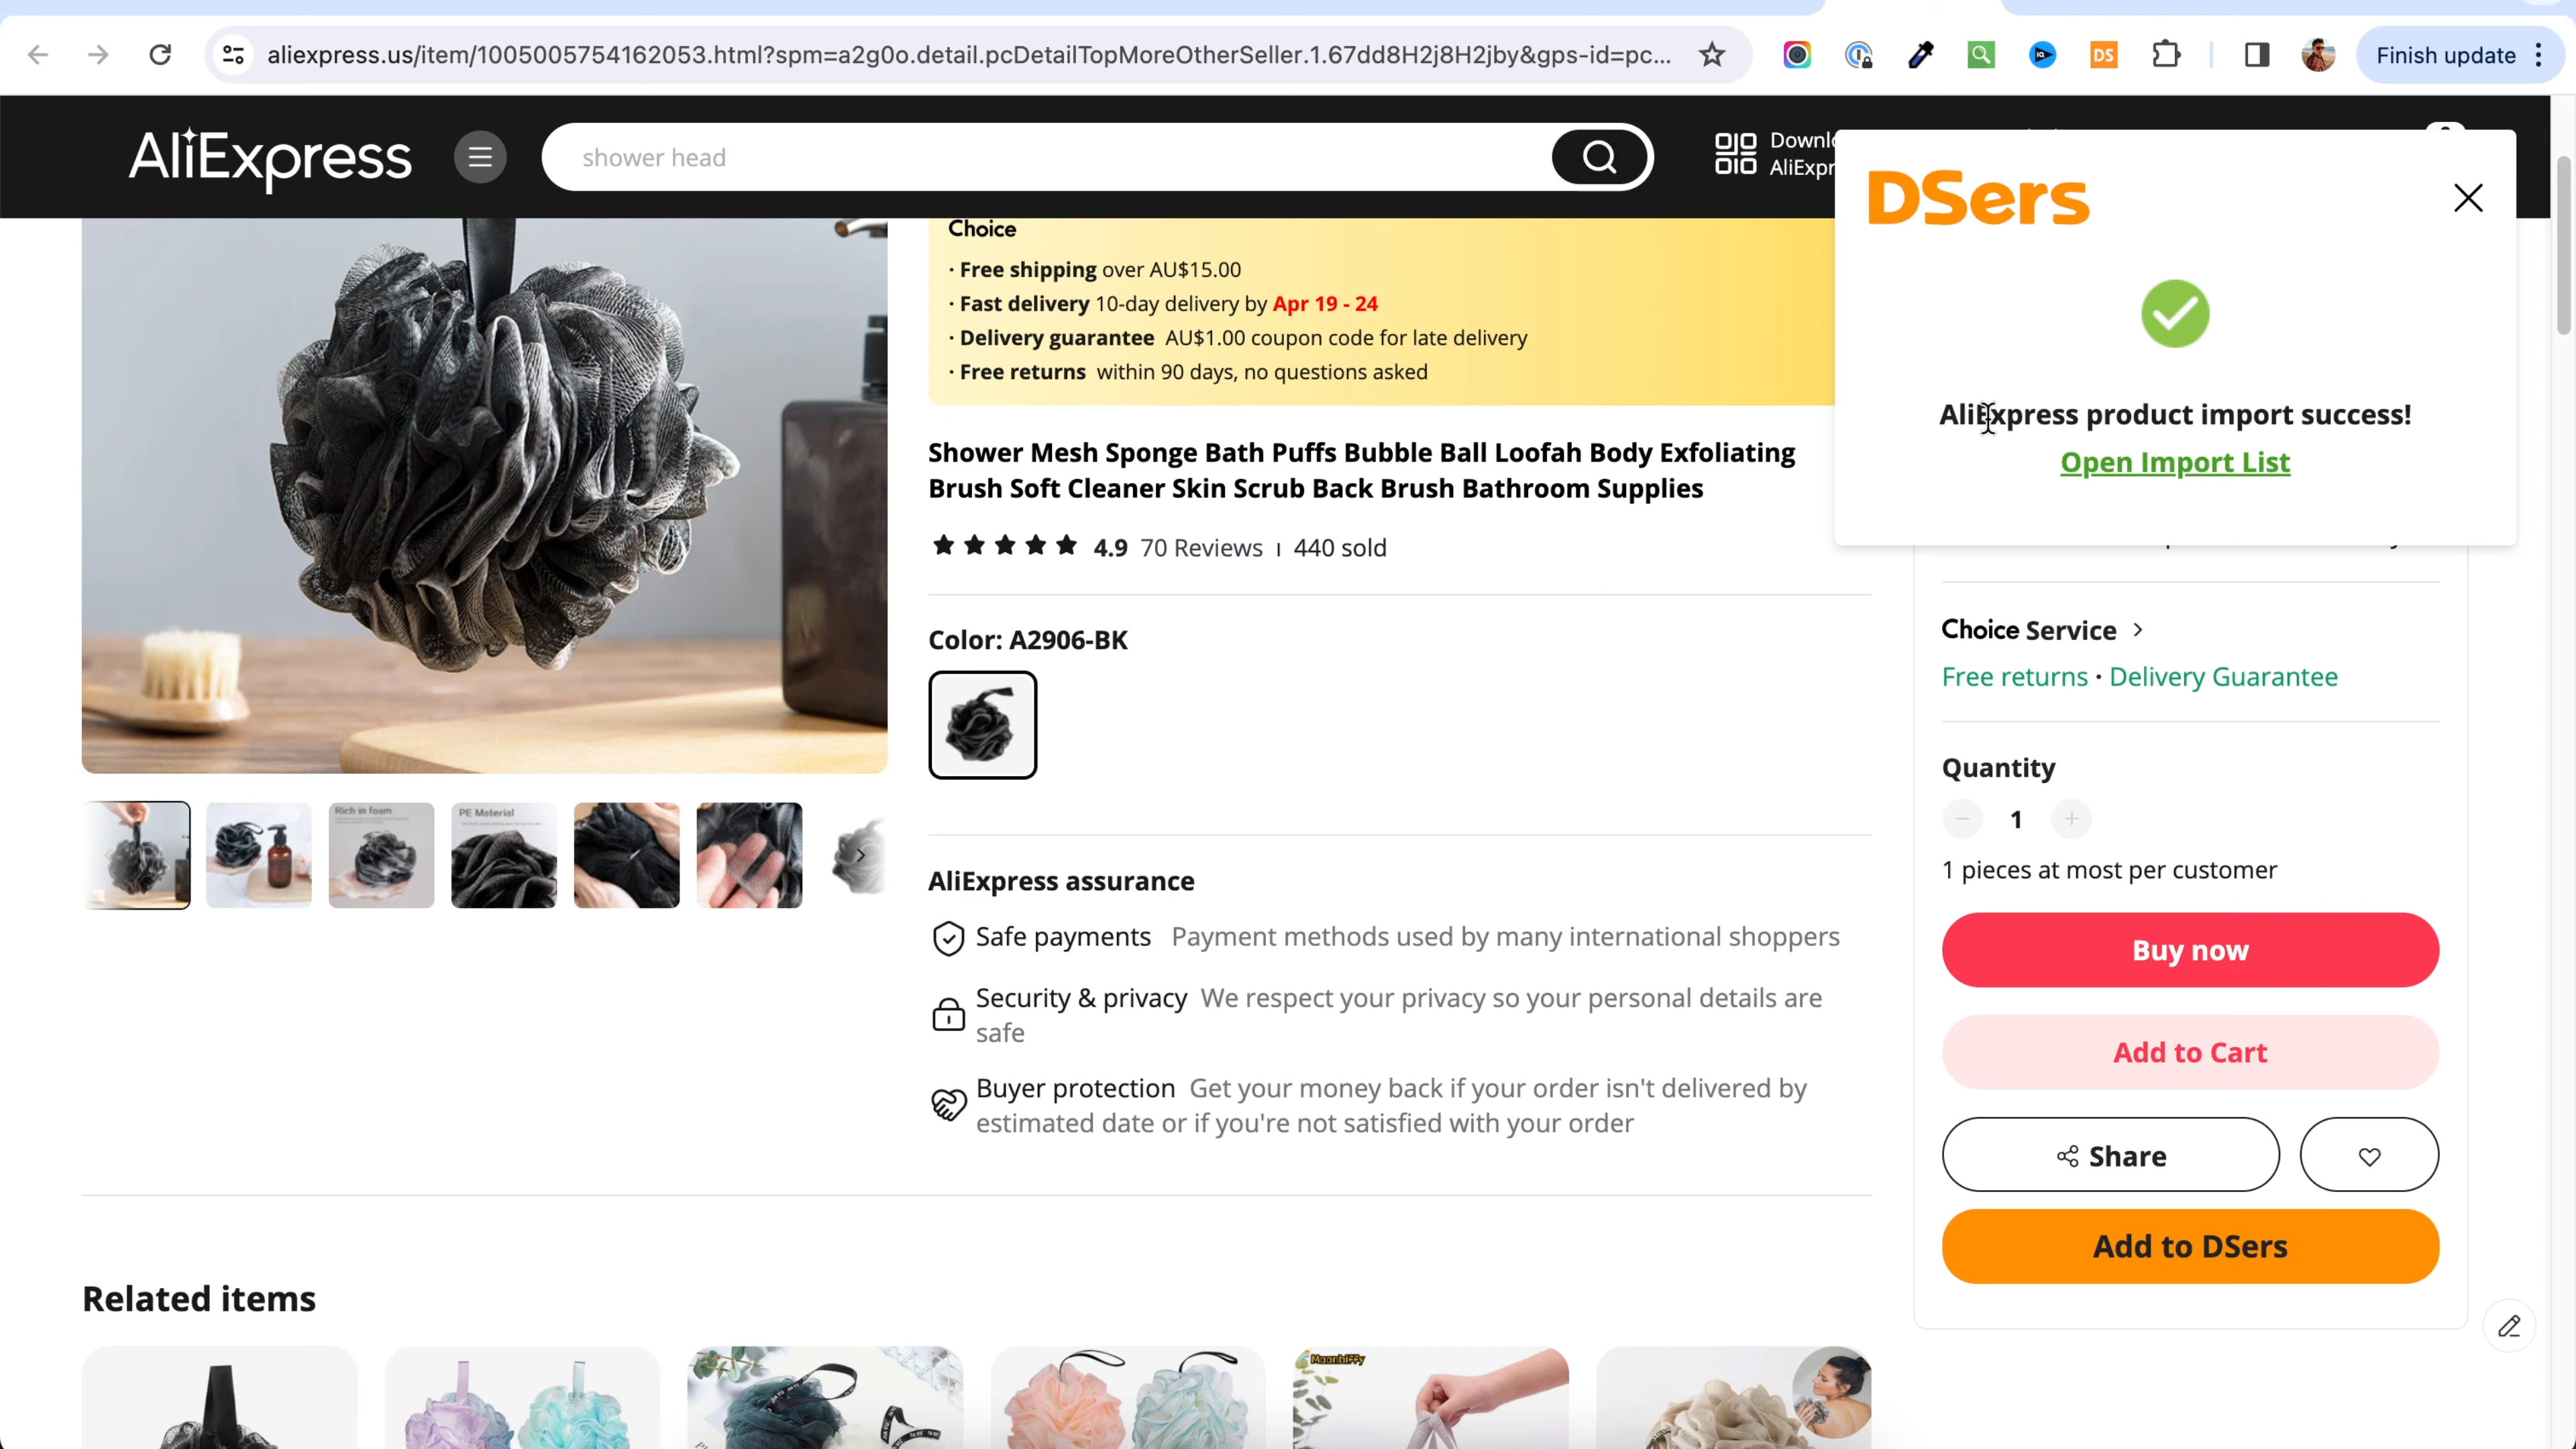 aliexpress.us/item/1005005754162053.html?spm=a2g0o.detail.pcDetailTopMoreOtherSeller.1.67dd8H2j8H2jby&gps-id=pc...
DS
Finish update
AliExpress
shower head
Downlo
AliExpr
DSers
AliExpress product import success!
Open Import List
Choice
· Free shipping over AU$15.00
· Fast delivery 10-day delivery by Apr 19 - 24
· Delivery guarantee AU$1.00 coupon code for late delivery
· Free returns within 90 days, no questions asked
Shower Mesh Sponge Bath Puffs Bubble Ball Loofah Body Exfoliating
Brush Soft Cleaner Skin Scrub Back Brush Bathroom Supplies
4.9 70 Reviews | 440 sold
Color: A2906-BK
Rich in foam
PE Material
AliExpress assurance
Safe payments Payment methods used by many international shoppers
Security & privacy We respect your privacy so your personal details are
safe
Buyer protection Get your money back if your order isn't delivered by
estimated date or if you're not satisfied with your order
Choice Service >
Free returns · Delivery Guarantee
Quantity
− 1 +
1 pieces at most per customer
Buy now
Add to Cart
Share
Add to DSers
Related items
Maanbiffy